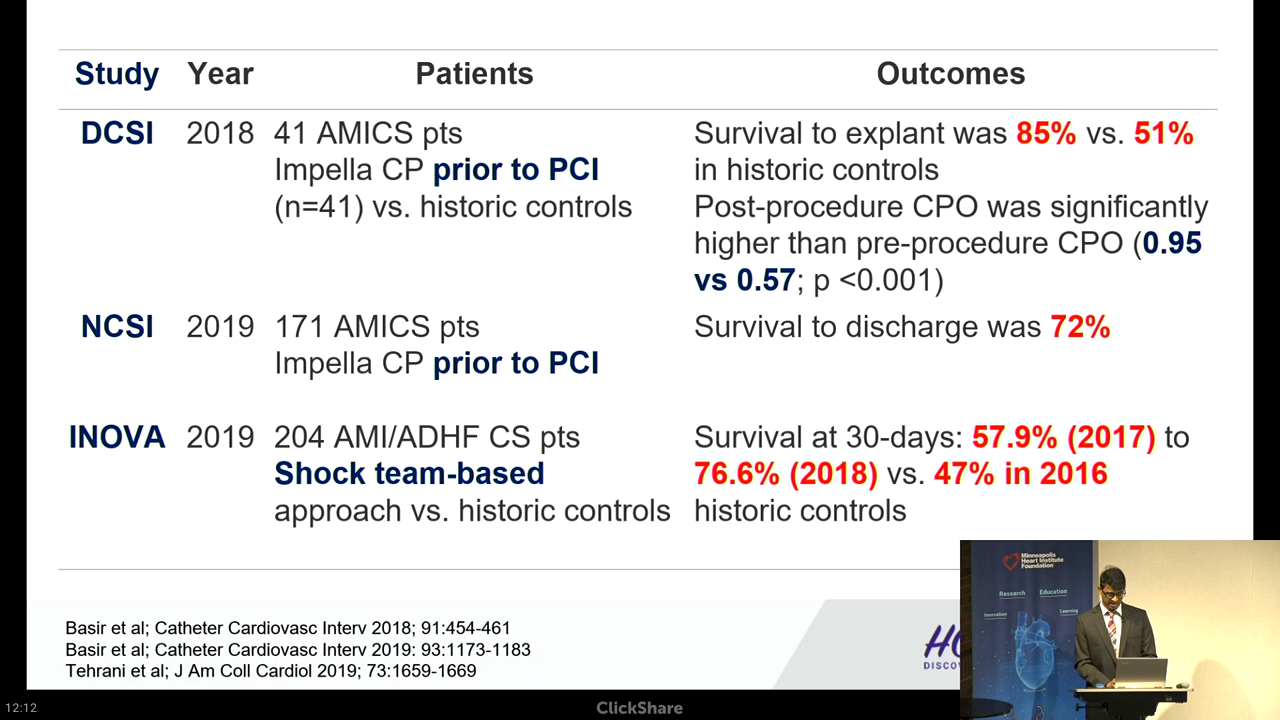 Study Year Patients Outcomes
DCSI 2018 41 AMICS pts
Impella CP prior to PCI
(n=41) vs. historic controls
Survival to explant was 85% vs. 51%
in historic controls
Post-procedure CPO was significantly
higher than pre-procedure CPO (0.95
vs 0.57; p <0.001)
NCSI 2019 171 AMICS pts
Impella CP prior to PCI
Survival to discharge was 72%
INOVA 2019 204 AMI/ADHF CS pts
Shock team-based
approach vs. historic controls
Survival at 30-days: 57.9% (2017) to
76.6% (2018) vs. 47% in 2016
historic controls
Basir et al; Catheter Cardiovasc Interv 2018; 91:454-461
Basir et al; Catheter Cardiovasc Interv 2019: 93:1173-1183
Tehrani et al; J Am Coll Cardiol 2019; 73:1659-1669
Minneapolis
Heart Institute
Foundation
Research Education
Innovation Learning
12:12 ClickShare